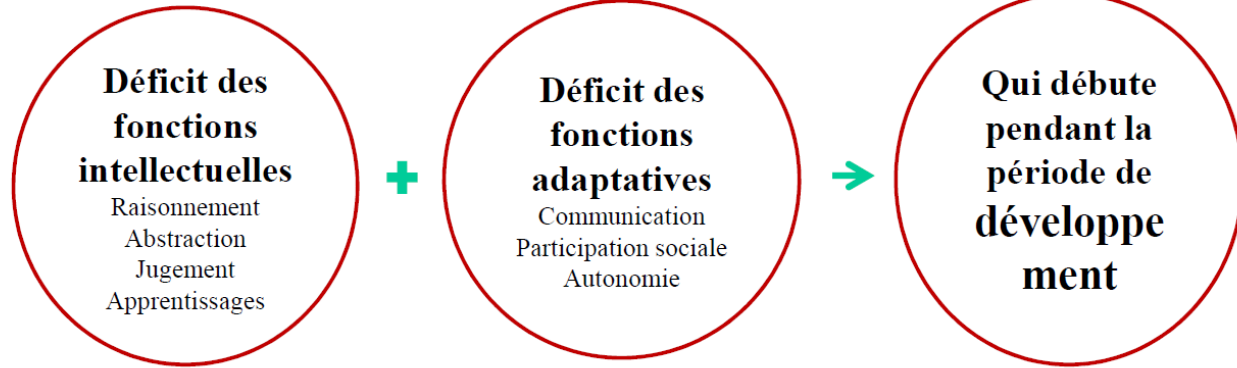 Déficit des
fonctions
intellectuelles
Raisonnement
Abstraction
Jugement
Apprentissages
Déficit des
fonctions
adaptatives
Communication
Participation sociale
Autonomie
Qui débute
pendant la
période de
développe
ment